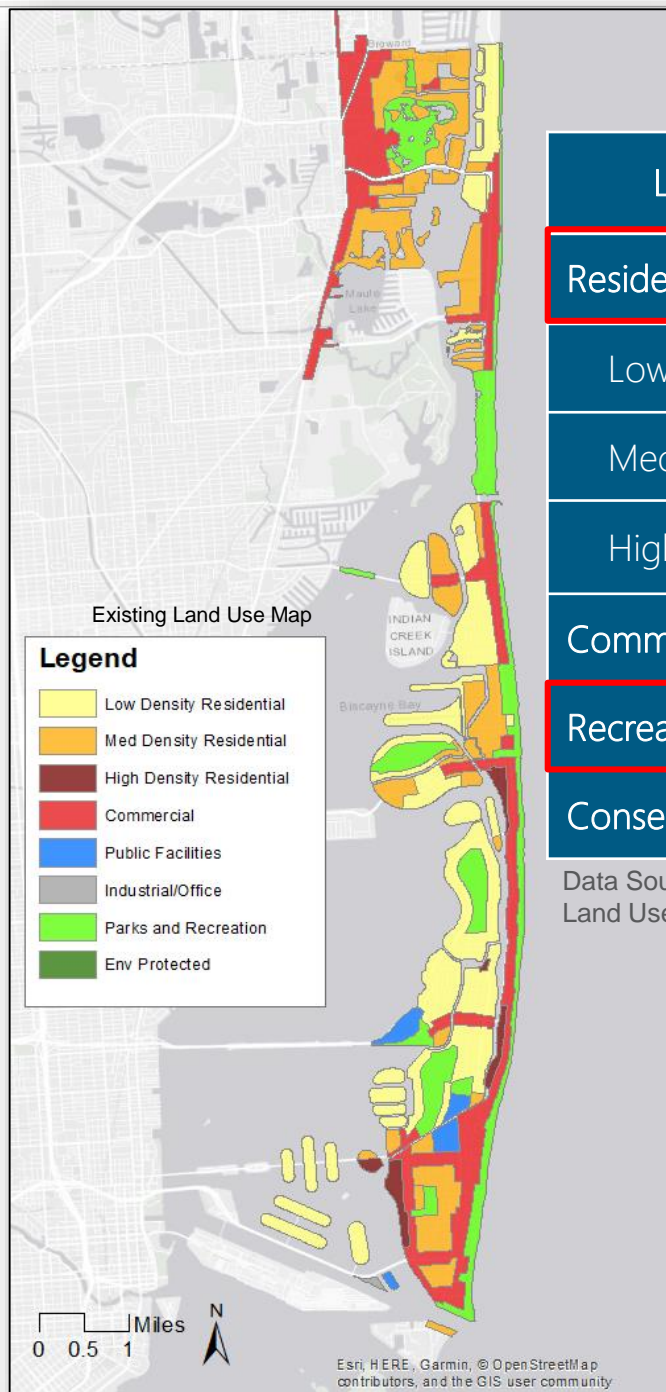 Broward
Maule
Lake
INDIAN
CREEK
ISLAND
Biscayne Bay
Existing Land Use Map
Legend
Low Density Residential
Med Density Residential
High Density Residential
Commercial
Public Facilities
Industrial/Office
Parks and Recreation
Env Protected
Miles
0 0.5 1
N
Esri, HERE, Garmin, © OpenStreetMap
contributors, and the GIS user community
L
Reside
Low
Med
High
Comm
Recrea
Conse
Data Sou
Land Use